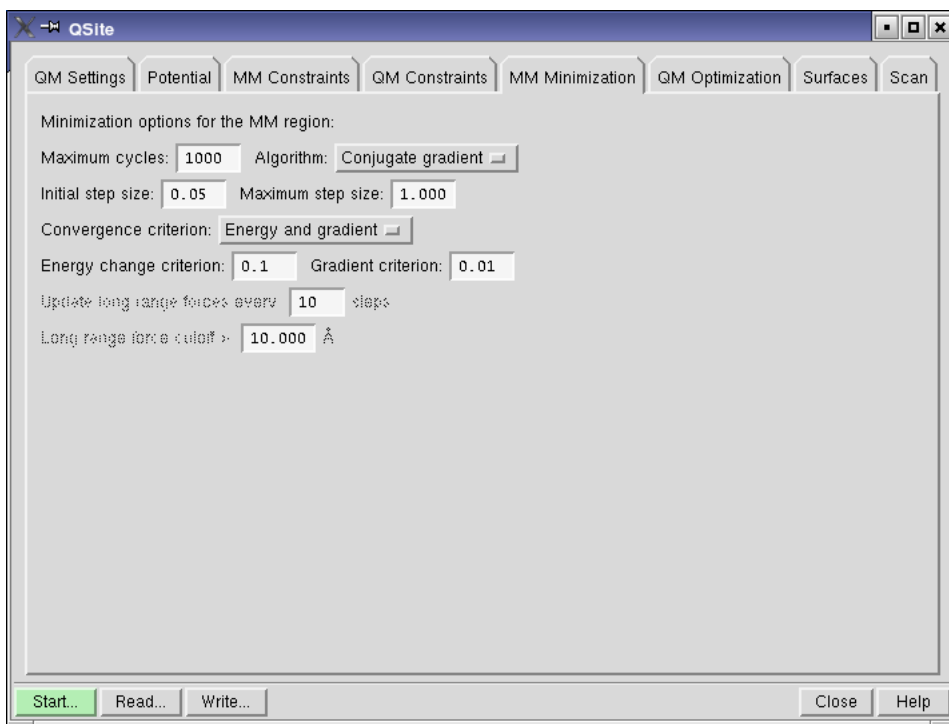 QSite
QM Settings Potential MM Constraints QM Constraints MM Minimization QM Optimization Surfaces Scan
Minimization options for the MM region:
Maximum cycles: 1000 Algorithm: Conjugate gradient
Initial step size: 0.05 Maximum step size: 1.000
Convergence criterion: Energy and gradient
Energy change criterion: 0.1 Gradient criterion: 0.01
Update long range forces every 10 steps
Long range force cutoff > 10.000 Å
Start... Read... Write... Close Help